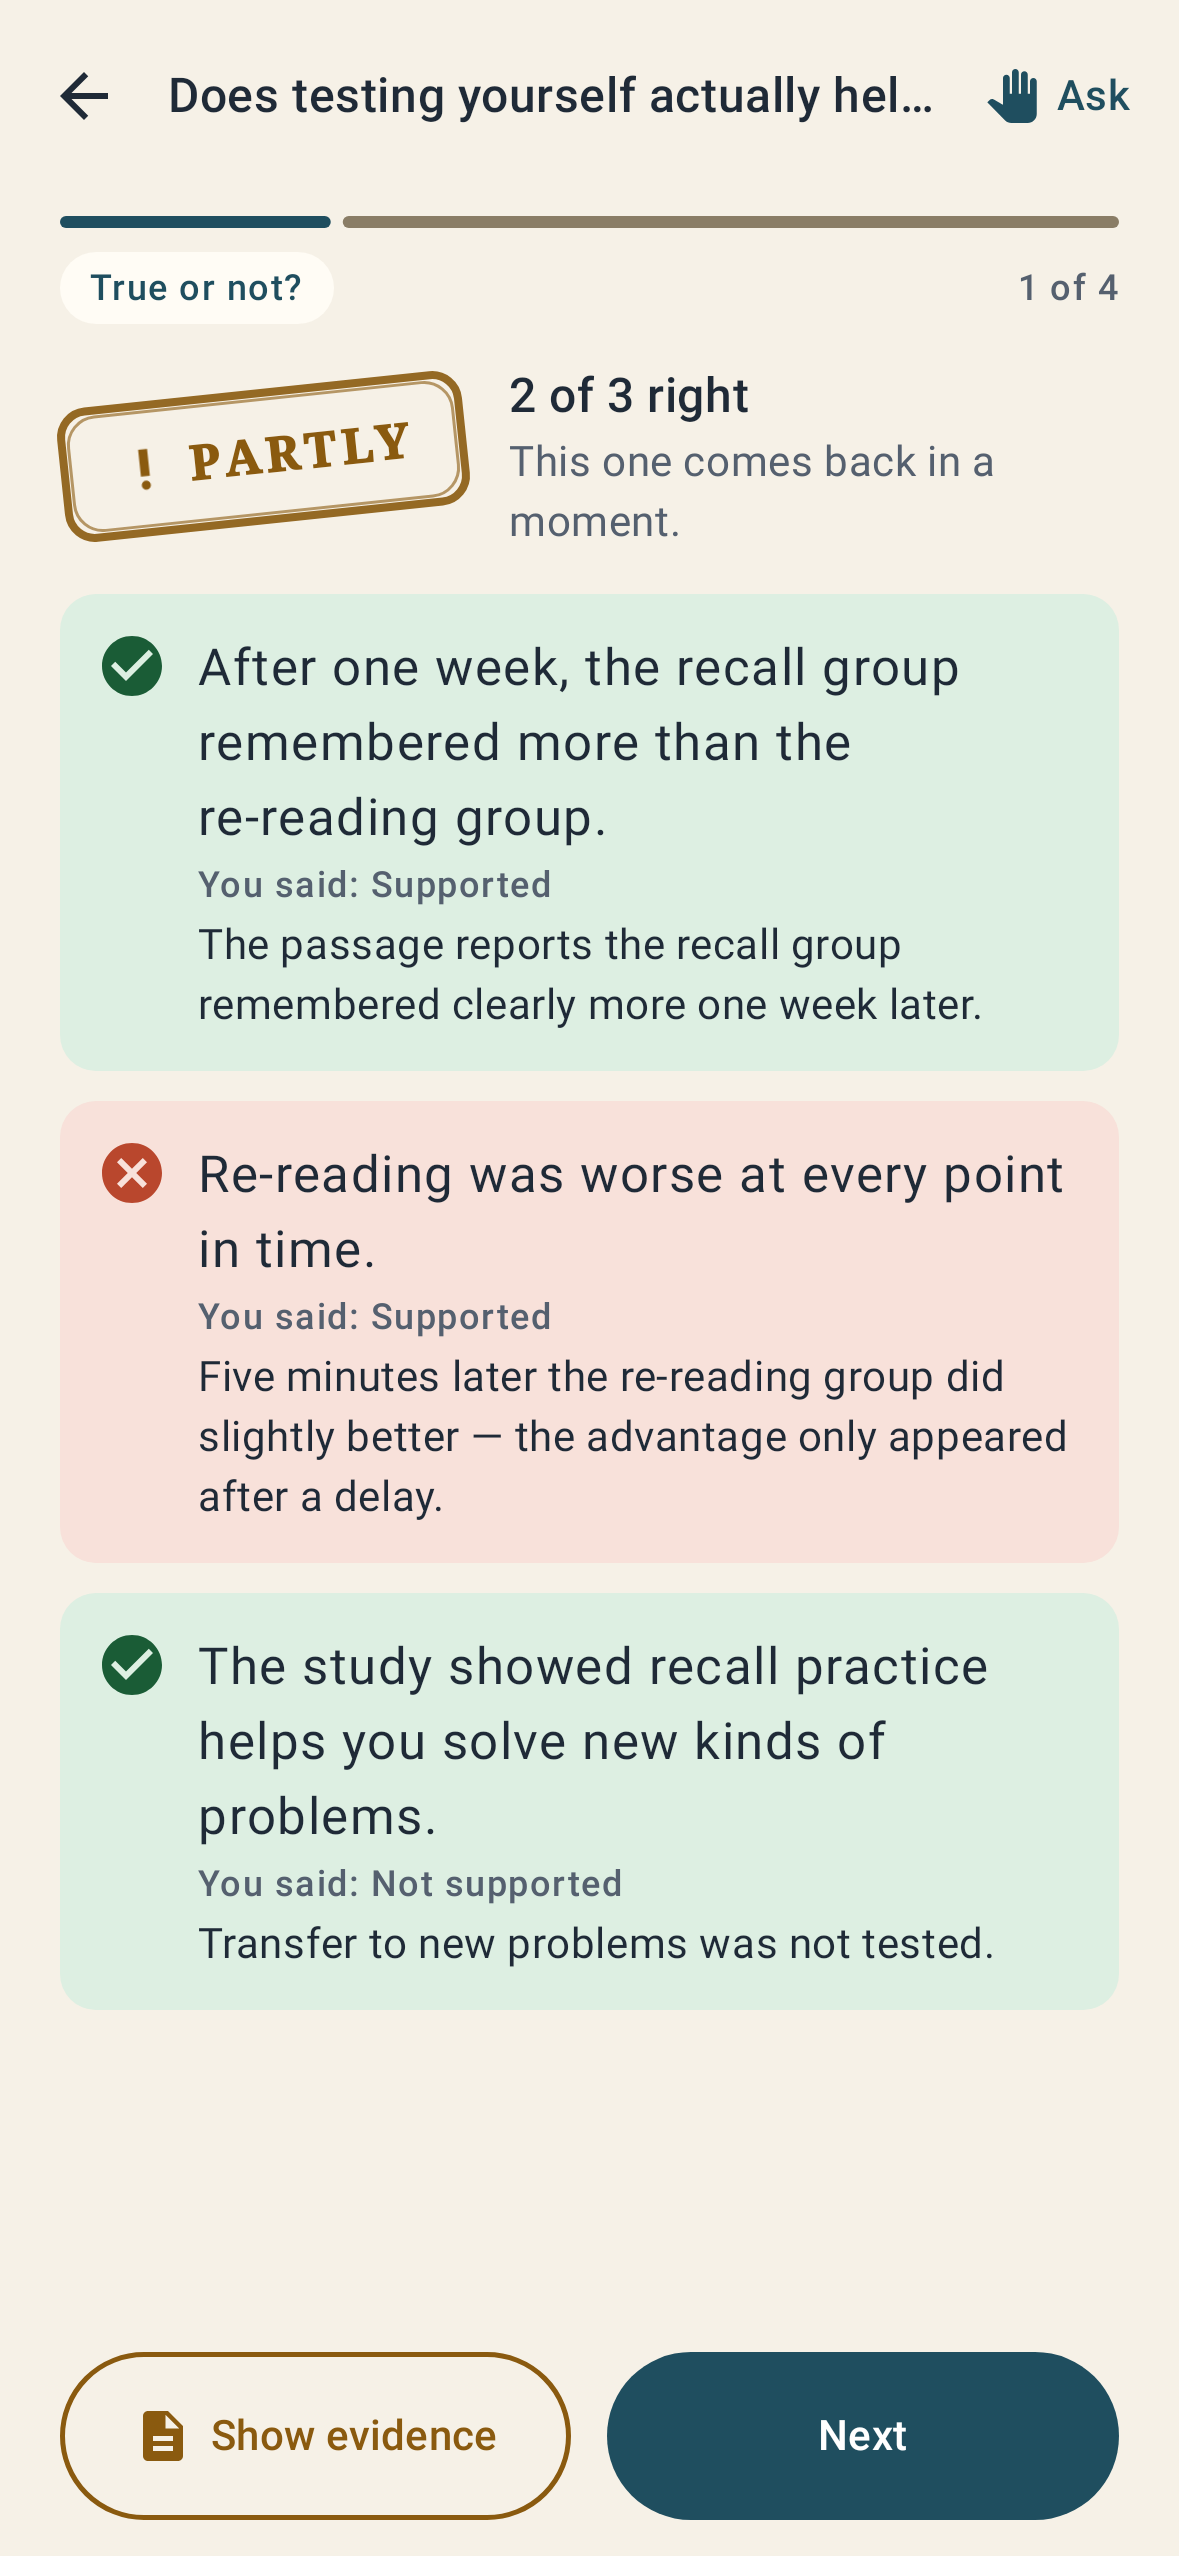 Does testing yourself actually hel…
Ask
True or not?
1 of 4
! PARTLY
2 of 3 right
This one comes back in a
moment.
After one week, the recall group
remembered more than the
re-reading group.
You said: Supported
The passage reports the recall group
remembered clearly more one week later.
Re-reading was worse at every point
in time.
You said: Supported
Five minutes later the re-reading group did
slightly better — the advantage only appeared
after a delay.
The study showed recall practice
helps you solve new kinds of
problems.
You said: Not supported
Transfer to new problems was not tested.
Show evidence
Next